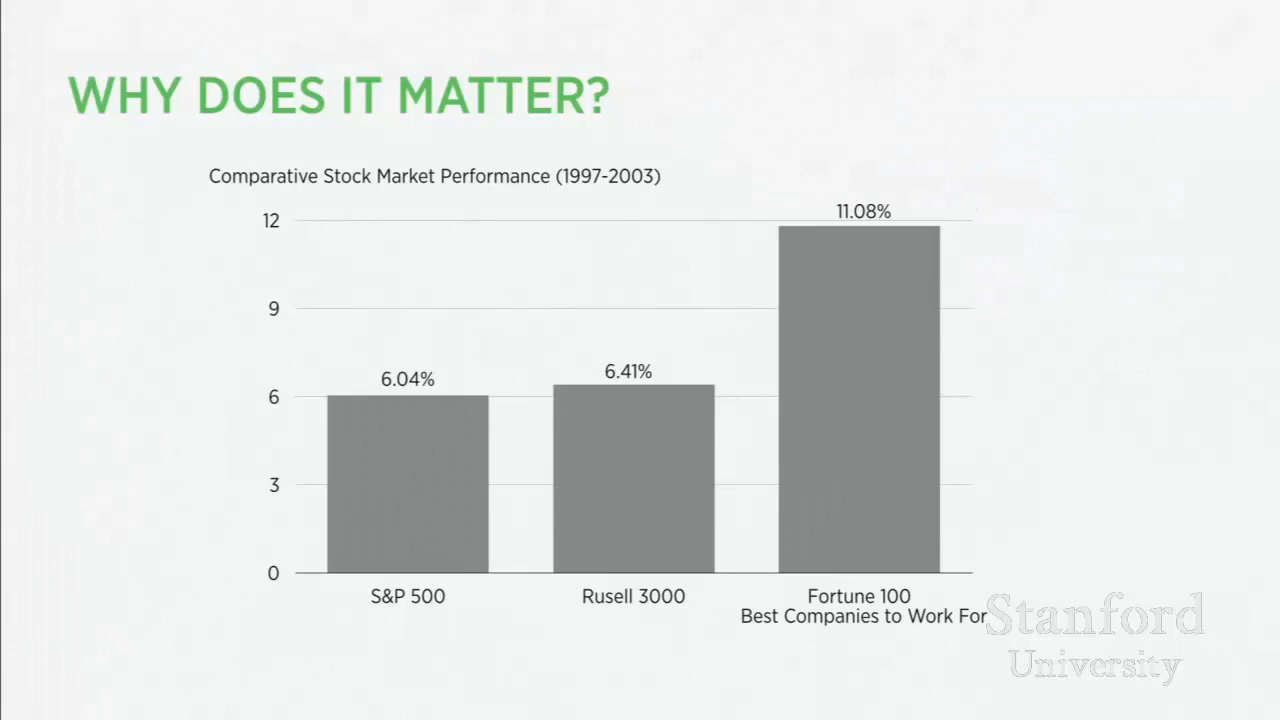 WHY DOES IT MATTER?
Comparative Stock Market Performance (1997-2003)
12
11.08%
9
6.41%
6.04%
6
3
0
S&P 500
Rusell 3000
Fortune 100
Best Companies to Work For
Stanford
University